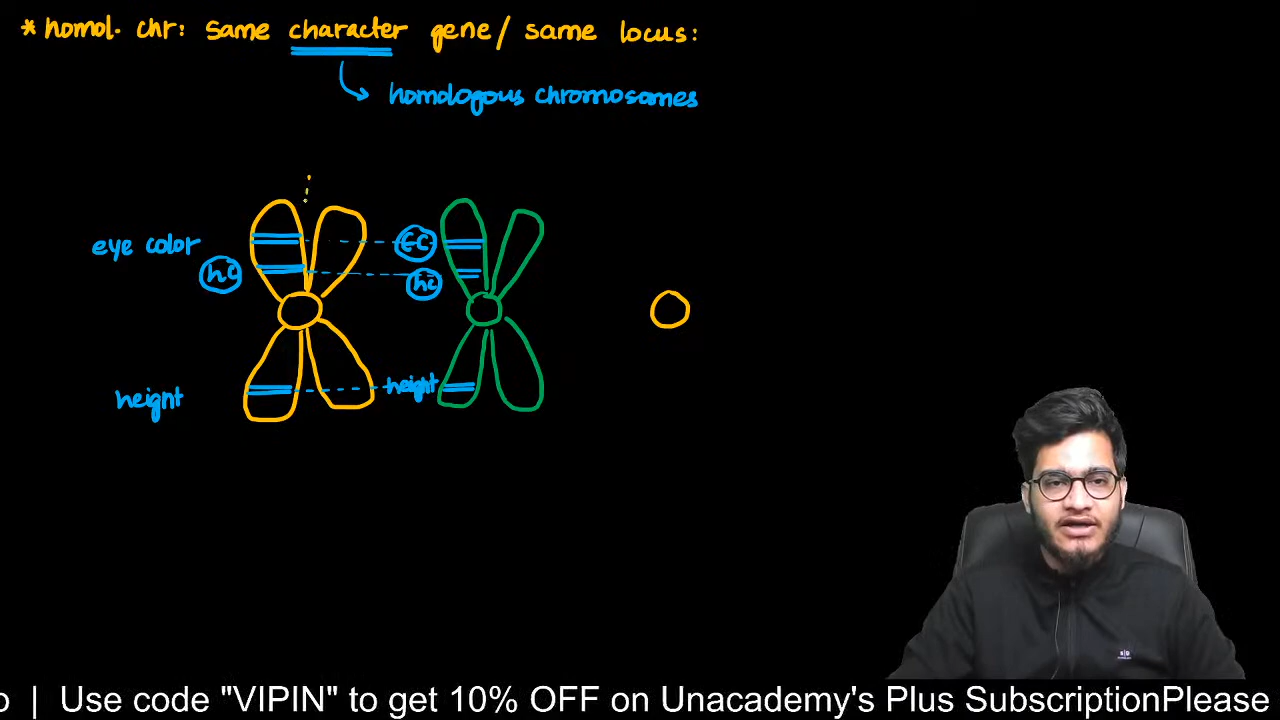 * homol. chr: same character gene/ same locus:
homologous chromosomes
eye color
EC
hc
hc
height
height
o | Use code "VIPIN" to get 10% OFF on Unacademy's Plus SubscriptionPlease